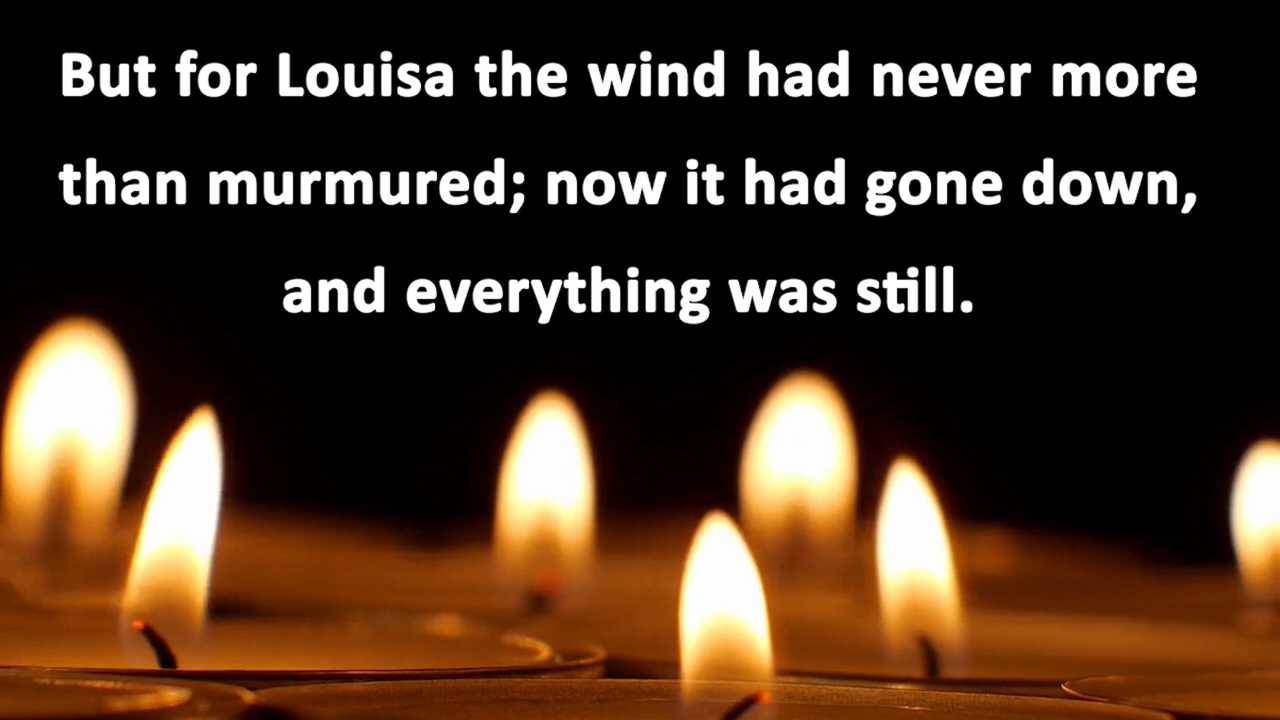 But for Louisa the wind had never more
than murmured; now it had gone down,
and everything was still.